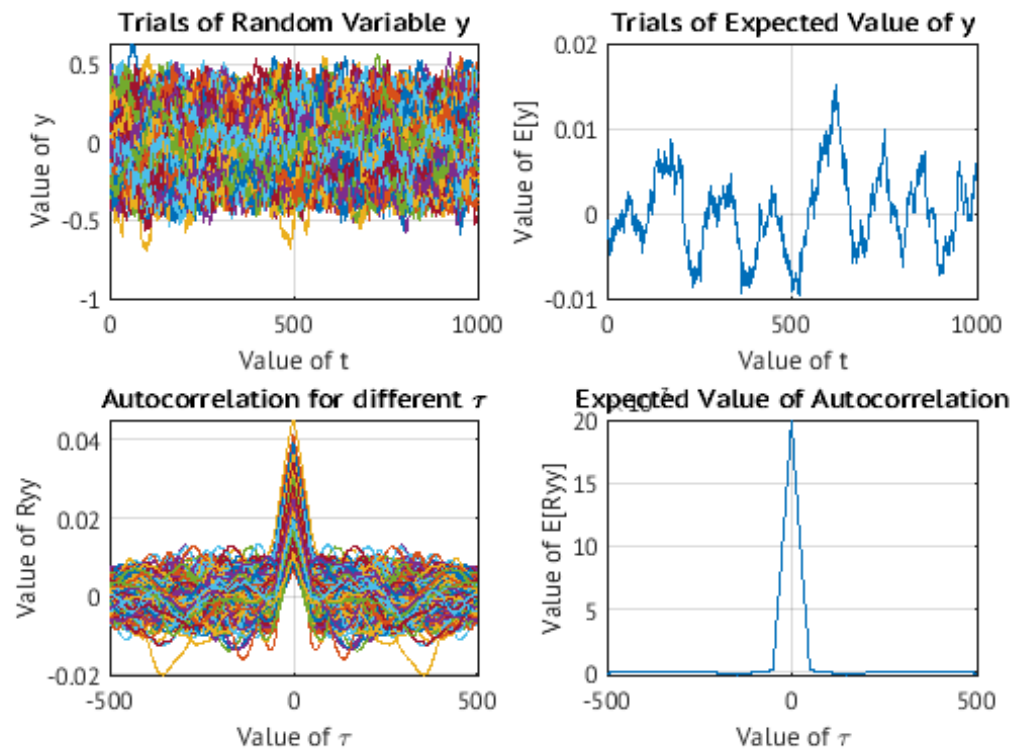 Trials of Random Variable y
0.5
0
-0.5
-1
0
500
1000
Value of y
Value of t
Trials of Expected Value of y
0.02
0.01
0
-0.01
0
500
1000
Value of E[y]
Value of t
Autocorrelation for different τ
0.04
0.02
0
-0.02
-500
0
500
Value of Ryy
Value of τ
Expected Value of Autocorrelation
20
15
10
5
0
-500
0
500
Value of E[Ryy]
Value of τ